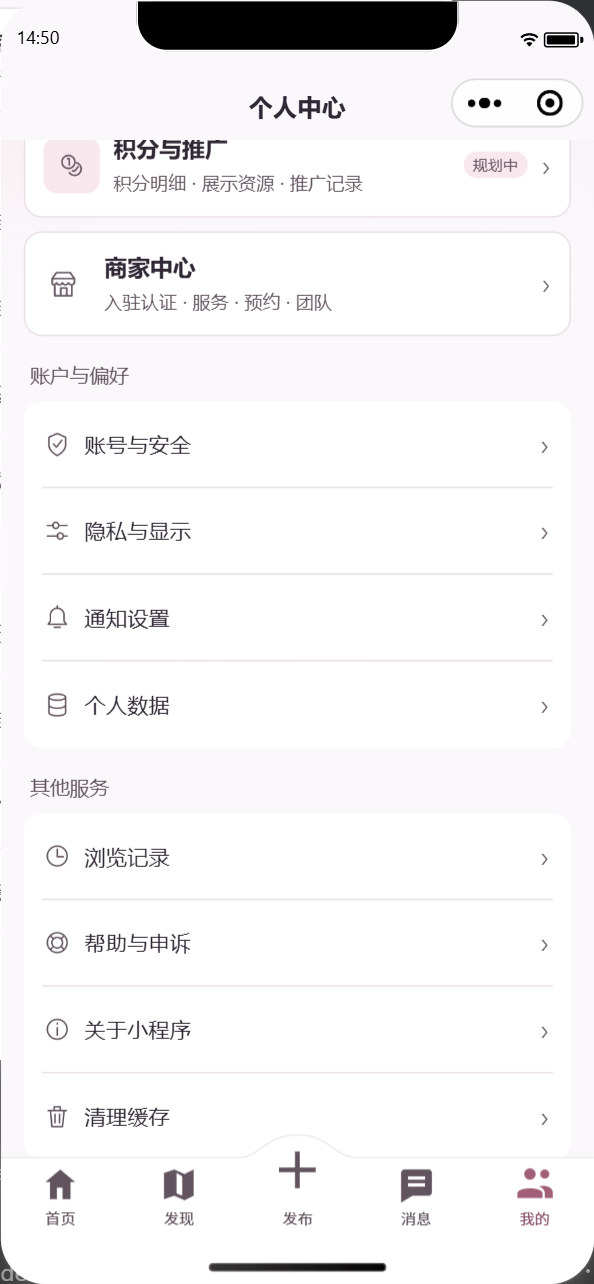 14:50
个人中心
积分与推广
积分明细 · 展示资源 · 推广记录
规划中
商家中心
入驻认证 · 服务 · 预约 · 团队
账户与偏好
账号与安全
隐私与显示
通知设置
个人数据
其他服务
浏览记录
帮助与申诉
关于小程序
清理缓存
首页
发现
发布
消息
我的